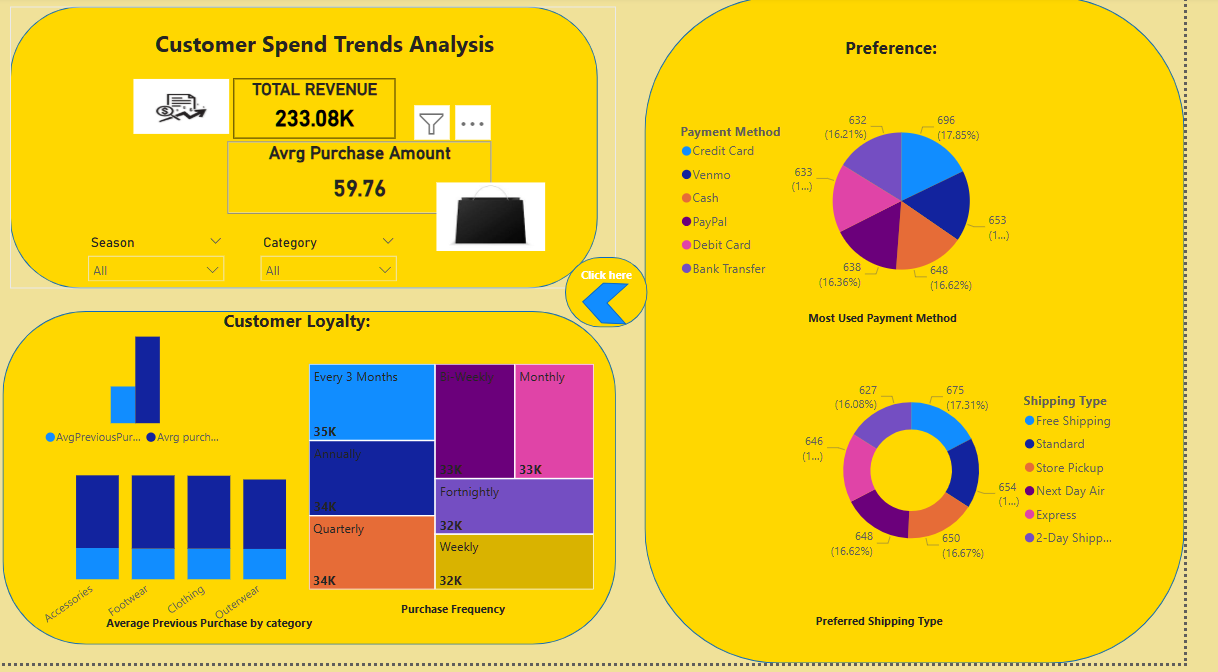 Customer Spend Trends Analysis
TOTAL REVENUE
233.08K
Avrg Purchase Amount
59.76
Season
All
Category
All
Click here
Customer Loyalty:
AvgPreviousPur...
Avrg purch...
Accessories
Footwear
Clothing
Outerwear
Average Previous Purchase by category
Every 3 Months
35K
Annually
34K
Quarterly
34K
Bi-Weekly
Monthly
33K
Fortnightly
32K
Weekly
32K
Purchase Frequency
Preference:
Payment Method
Credit Card
Venmo
Cash
PayPal
Debit Card
Bank Transfer
632
(16.21%)
696
(17.85%)
633
(1...)
653
(1...)
638
(16.36%)
648
(16.62%)
Most Used Payment Method
627
(16.08%)
675
(17.31%)
646
(1...)
654
(1...)
648
(16.62%)
650
(16.67%)
Shipping Type
Free Shipping
Standard
Store Pickup
Next Day Air
Express
2-Day Shipp...
Preferred Shipping Type